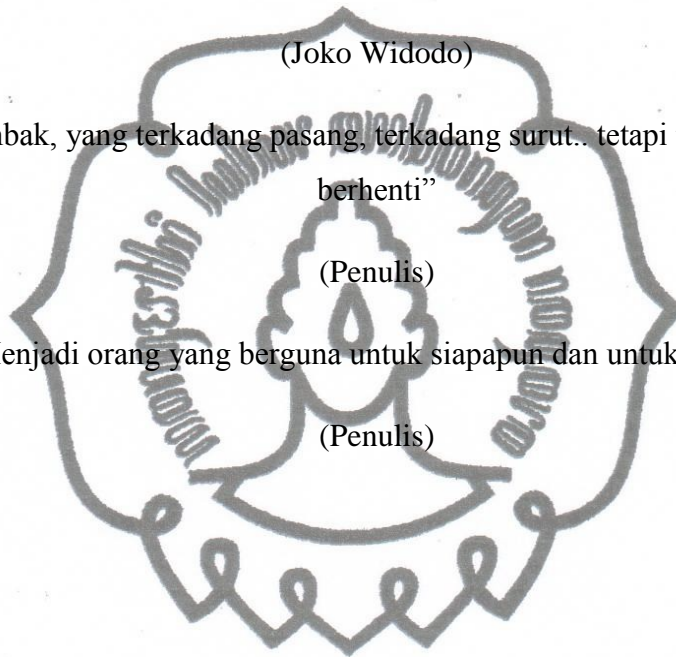 (Joko Widodo)
mbak, yang terkadang pasang, terkadang surut.. tetapi
berhenti”
(Penulis)
enjadi orang yang berguna untuk siapapun dan untuk
(Penulis)